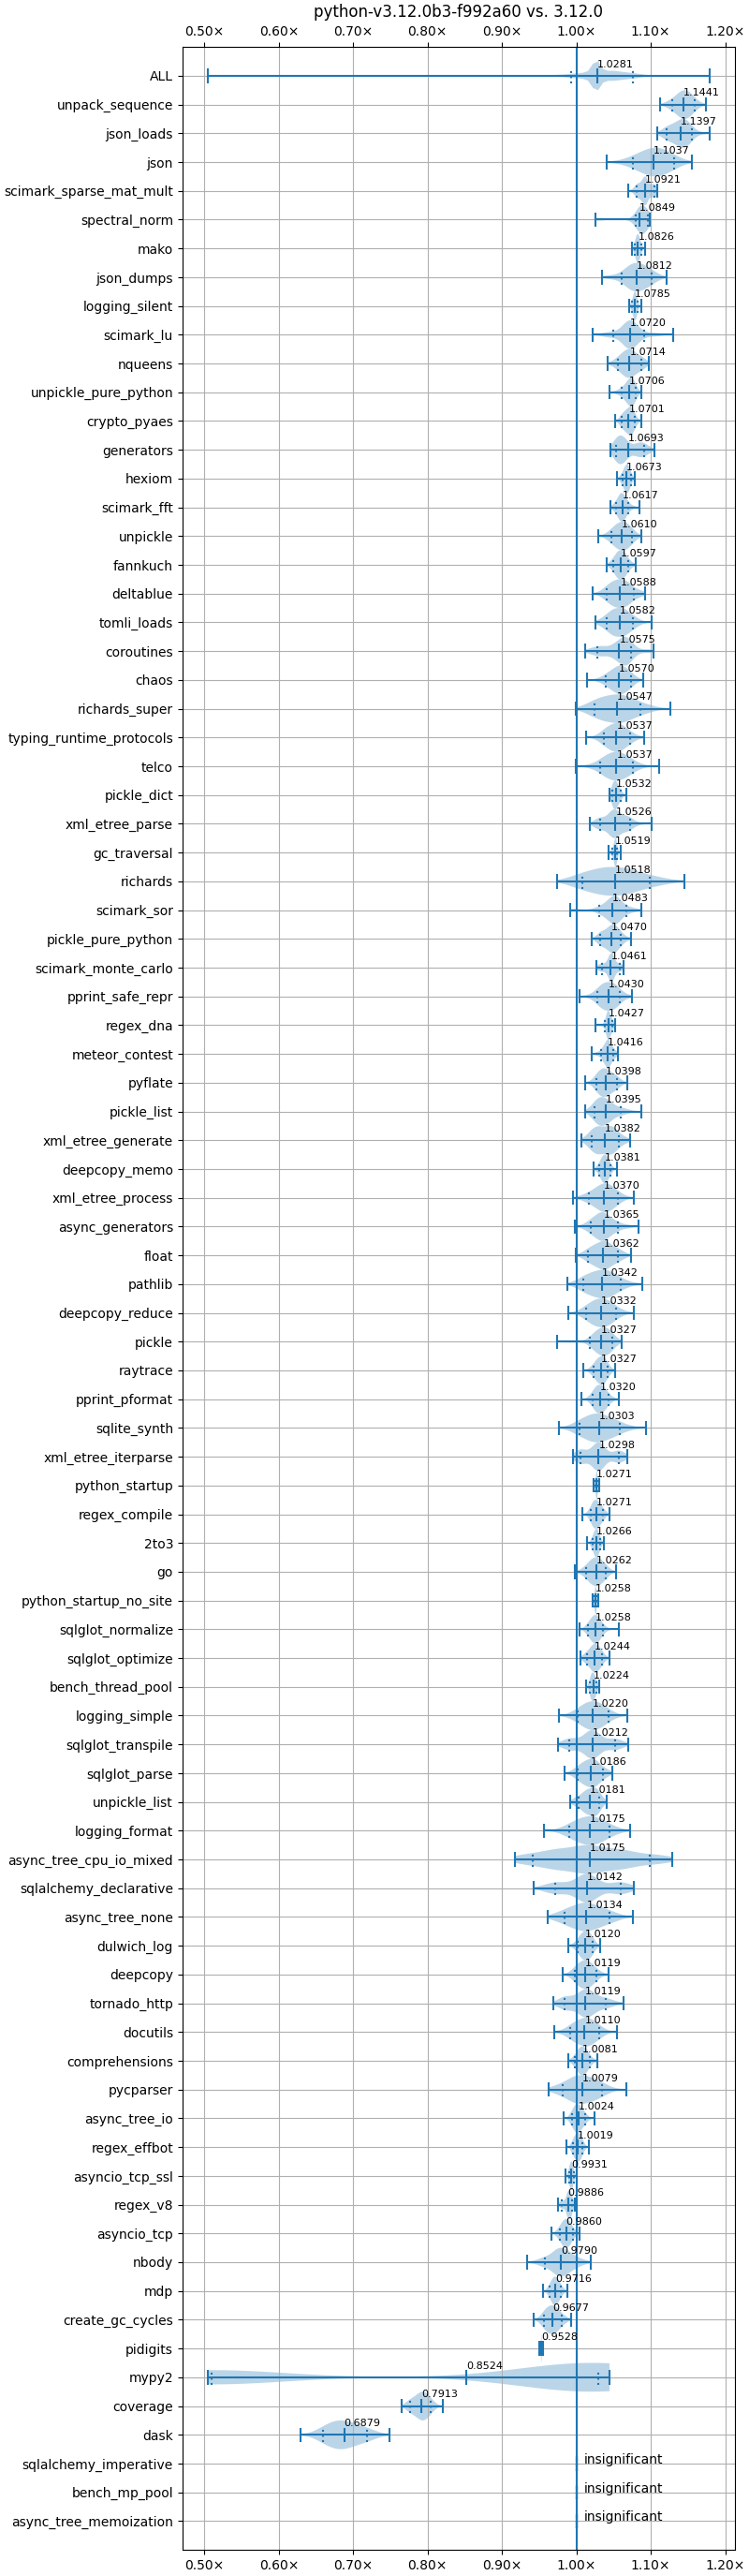 python-v3.12.0b3-f992a60 vs. 3.12.0
0.50× 0.60× 0.70× 0.80× 0.90× 1.00× 1.10× 1.20×
ALL 1.0281
unpack_sequence 1.1441
json_loads 1.1397
json 1.1037
scimark_sparse_mat_mult 1.0921
spectral_norm 1.0849
mako 1.0826
json_dumps 1.0812
logging_silent 1.0785
scimark_lu 1.0720
nqueens 1.0714
unpickle_pure_python 1.0706
crypto_pyaes 1.0701
generators 1.0693
hexiom 1.0673
scimark_fft 1.0617
unpickle 1.0610
fannkuch 1.0597
deltablue 1.0588
tomli_loads 1.0582
coroutines 1.0575
chaos 1.0570
richards_super 1.0547
typing_runtime_protocols 1.0537
telco 1.0537
pickle_dict 1.0532
xml_etree_parse 1.0526
gc_traversal 1.0519
richards 1.0518
scimark_sor 1.0483
pickle_pure_python 1.0470
scimark_monte_carlo 1.0461
pprint_safe_repr 1.0430
regex_dna 1.0427
meteor_contest 1.0416
pyflate 1.0398
pickle_list 1.0395
xml_etree_generate 1.0382
deepcopy_memo 1.0381
xml_etree_process 1.0370
async_generators 1.0365
float 1.0362
pathlib 1.0342
deepcopy_reduce 1.0332
pickle 1.0327
raytrace 1.0327
pprint_pformat 1.0320
sqlite_synth 1.0303
xml_etree_iterparse 1.0298
python_startup 1.0271
regex_compile 1.0271
2to3 1.0266
go 1.0262
python_startup_no_site 1.0258
sqlglot_normalize 1.0258
sqlglot_optimize 1.0244
bench_thread_pool 1.0224
logging_simple 1.0220
sqlglot_transpile 1.0212
sqlglot_parse 1.0186
unpickle_list 1.0181
logging_format 1.0175
async_tree_cpu_io_mixed 1.0175
sqlalchemy_declarative 1.0142
async_tree_none 1.0134
dulwich_log 1.0120
deepcopy 1.0119
tornado_http 1.0119
docutils 1.0110
comprehensions 1.0081
pycparser 1.0079
async_tree_io 1.0024
regex_effbot 1.0019
asyncio_tcp_ssl 0.9931
regex_v8 0.9886
asyncio_tcp 0.9860
nbody 0.9790
mdp 0.9716
create_gc_cycles 0.9677
pidigits 0.9528
mypy2 0.8524
coverage 0.7913
dask 0.6879
sqlalchemy_imperative insignificant
bench_mp_pool insignificant
async_tree_memoization insignificant
0.50× 0.60× 0.70× 0.80× 0.90× 1.00× 1.10× 1.20×